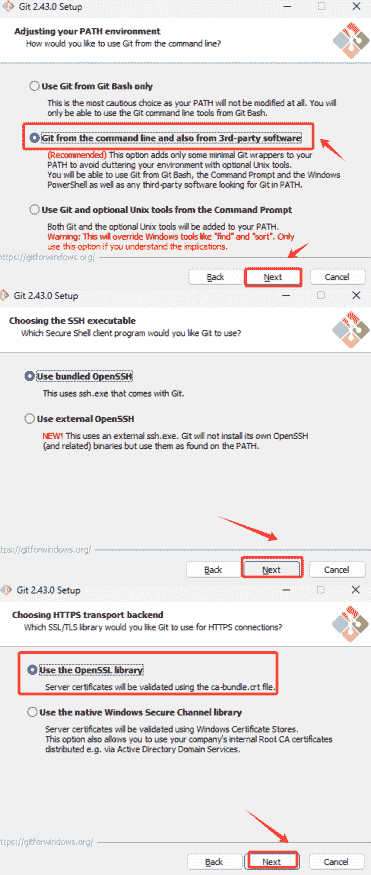 Git 2.43.0 Setup
Adjusting your PATH environment
How would you like to use Git from the command line?
Use Git from Git Bash only
This is the most cautious choice as your PATH will not be modified at all. You will
only be able to use the Git command line tools from Git Bash.
Git from the command line and also from 3rd-party software
(Recommended) This option adds only some minimal Git wrappers to your
PATH to avoid cluttering your environment with optional Unix tools.
You will be able to use Git from Git Bash, the Command Prompt and the Windows
PowerShell as well as any third-party software looking for Git in PATH.
Use Git and optional Unix tools from the Command Prompt
Both Git and the optional Unix tools will be added to your PATH.
Warning: This will override Windows tools like "find" and "sort". Only
use this option if you understand the implications.
https://gitforwindows.org/
Back Next Cancel
Git 2.43.0 Setup
Choosing the SSH executable
Which Secure Shell client program would you like Git to use?
Use bundled OpenSSH
This uses ssh.exe that comes with Git.
Use external OpenSSH
NEW! This uses an external ssh.exe. Git will not install its own OpenSSH
(and related) binaries but use them as found on the PATH.
tps://gitforwindows.org/
Back Next Cancel
Git 2.43.0 Setup
Choosing HTTPS transport backend
Which SSL/TLS library would you like Git to use for HTTPS connections?
Use the OpenSSL library
Server certificates will be validated using the ca-bundle.crt file.
Use the native Windows Secure Channel library
Server certificates will be validated using Windows Certificate Stores.
This option also allows you to use your company's internal Root CA certificates
distributed e.g. via Active Directory Domain Services.
https://gitforwindows.org/
Back Next Cancel